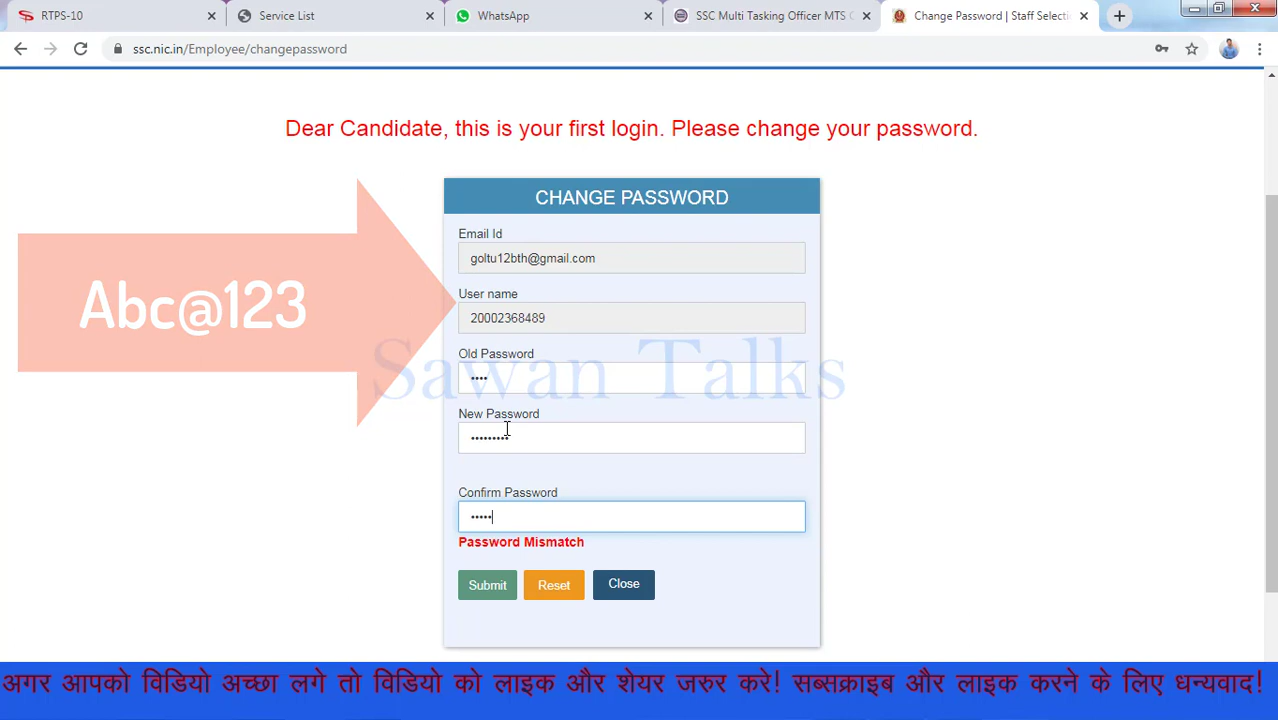 RTPS-10
Service List
WhatsApp
SSC Multi Tasking Officer MTS
Change Password | Staff Selecti
ssc.nic.in/Employee/changepassword
Dear Candidate, this is your first login. Please change your password.
CHANGE PASSWORD
Email Id
goltu12bth@gmail.com
Abc@123
User name
20002368489
Old Password
••••
Sawan Talks
New Password
•••••••••
Confirm Password
•••••
Password Mismatch
Submit Reset Close
अगर आपको विडियो अच्छा लगे तो विडियो को लाइक और शेयर जरुर करे! सब्सक्राइब और लाइक करने के लिए धन्यवाद!